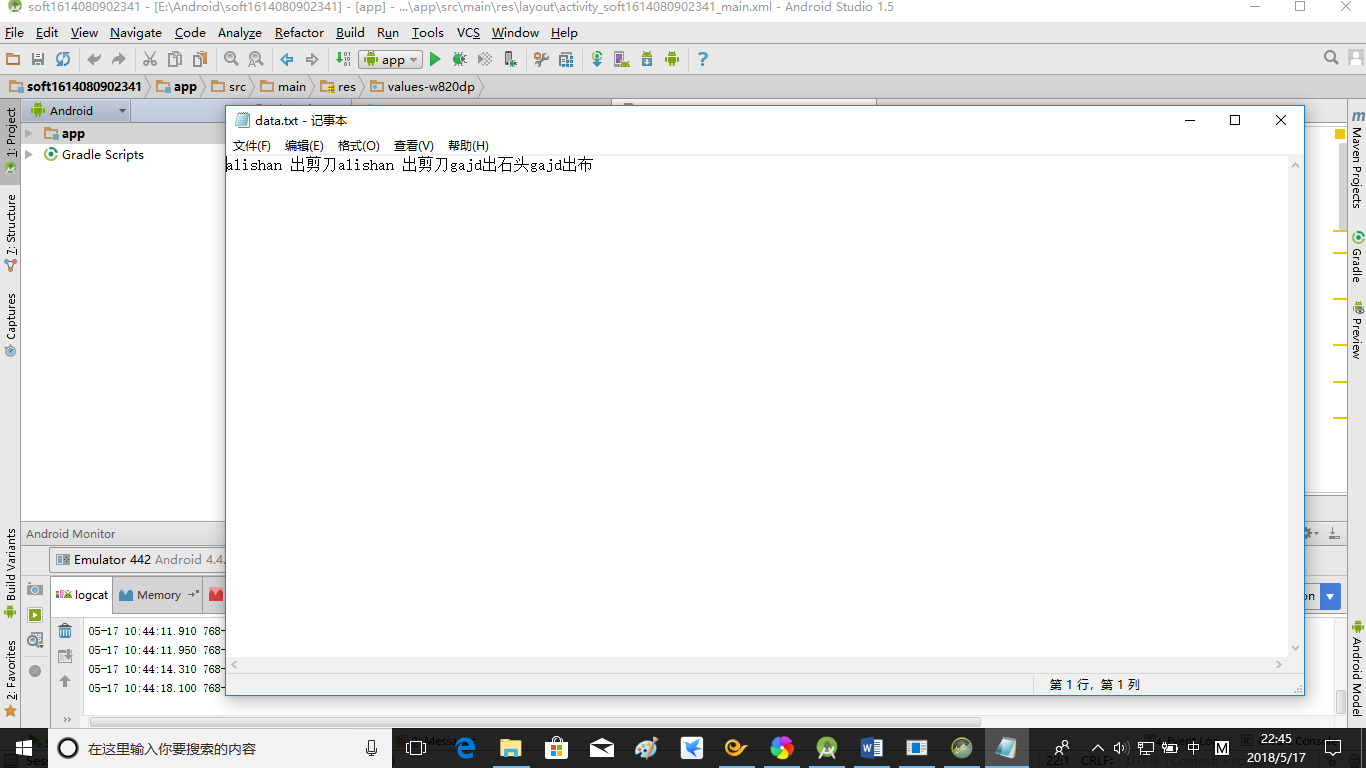 soft1614080902341 - [E:\Android\soft1614080902341] - [app] - ...\app\src\main\res\layout\activity_soft1614080902341_main.xml - Android Studio 1.5
File Edit View Navigate Code Analyze Refactor Build Run Tools VCS Window Help
app
soft1614080902341 app src main res values-w820dp
Android
data.txt - 记事本
文件(F) 编辑(E) 格式(O) 查看(V) 帮助(H)
alishan 出剪刀alishan 出剪刀gajd出石头gajd出布
app
Gradle Scripts
1: Project
7: Structure
Captures
Build Variants
2: Favorites
Maven Projects
Gradle
Preview
Android Model
Android Monitor
Emulator 442 Android 4.4.
logcat Memory
05-17 10:44:11.910 768-
05-17 10:44:11.950 768-
05-17 10:44:14.310 768-
05-17 10:44:18.100 768-
第 1 行，第 1 列
在这里输入你要搜索的内容
中 M
22:45
2018/5/17